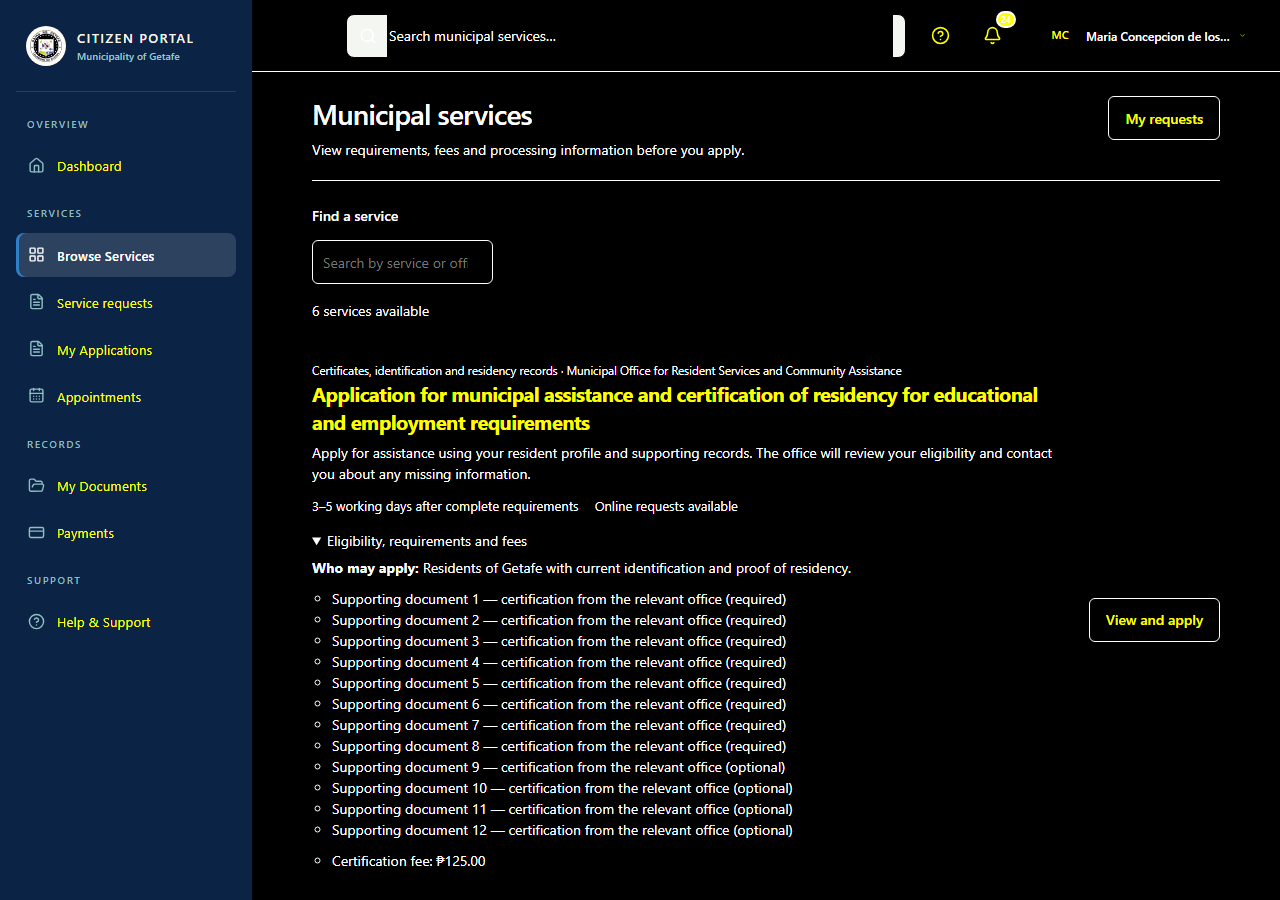 CITIZEN PORTAL
Municipality of Getafe
OVERVIEW
Dashboard
SERVICES
Browse Services
Service requests
My Applications
Appointments
RECORDS
My Documents
Payments
SUPPORT
Help & Support
Search municipal services...
24
MC
Maria Concepcion de los...
Municipal services
View requirements, fees and processing information before you apply.
My requests
Find a service
Search by service or offi
6 services available
Certificates, identification and residency records · Municipal Office for Resident Services and Community Assistance
Application for municipal assistance and certification of residency for educational
and employment requirements
Apply for assistance using your resident profile and supporting records. The office will review your eligibility and contact
you about any missing information.
3–5 working days after complete requirements Online requests available
Eligibility, requirements and fees
Who may apply: Residents of Getafe with current identification and proof of residency.
Supporting document 1 — certification from the relevant office (required)
Supporting document 2 — certification from the relevant office (required)
Supporting document 3 — certification from the relevant office (required)
Supporting document 4 — certification from the relevant office (required)
Supporting document 5 — certification from the relevant office (required)
Supporting document 6 — certification from the relevant office (required)
Supporting document 7 — certification from the relevant office (required)
Supporting document 8 — certification from the relevant office (required)
Supporting document 9 — certification from the relevant office (optional)
Supporting document 10 — certification from the relevant office (optional)
Supporting document 11 — certification from the relevant office (optional)
Supporting document 12 — certification from the relevant office (optional)
Certification fee: ₱125.00
View and apply